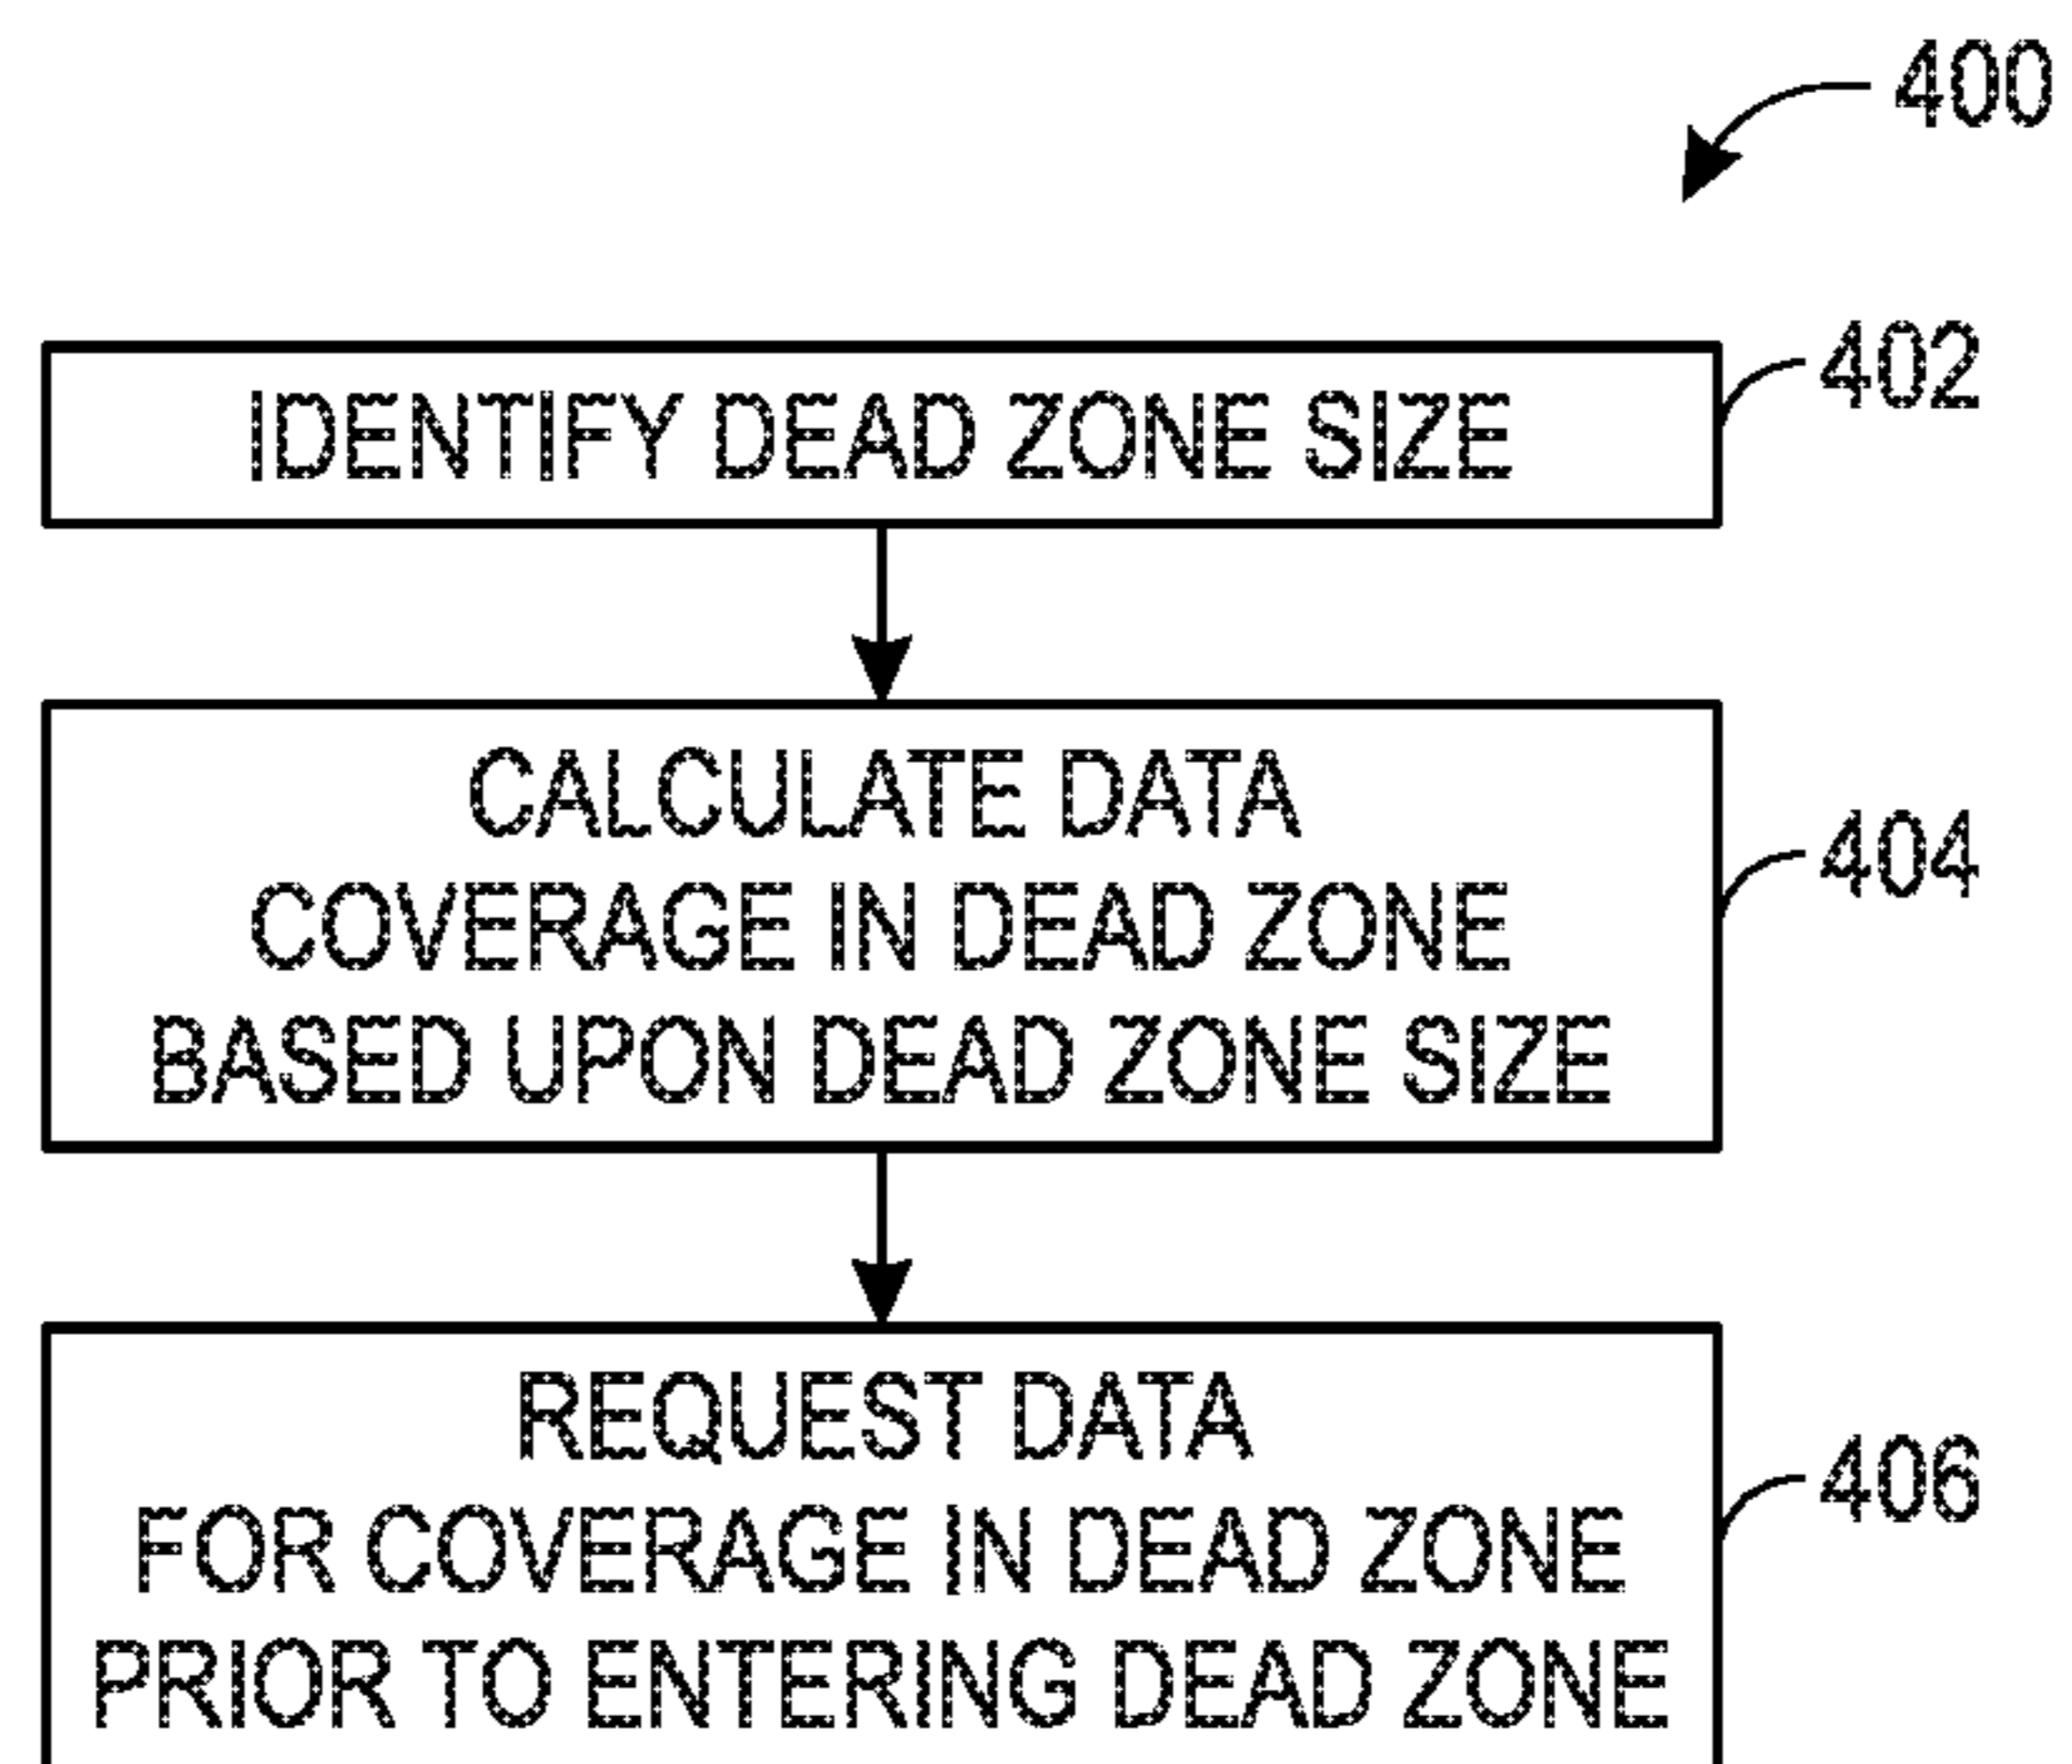 400
IDENTIFY DEAD ZONE SIZE
402
CALCULATE DATA
COVERAGE IN DEAD ZONE
BASED UPON DEAD ZONE SIZE
404
REQUEST DATA
FOR COVERAGE IN DEAD ZONE
PRIOR TO ENTERING DEAD ZONE
406